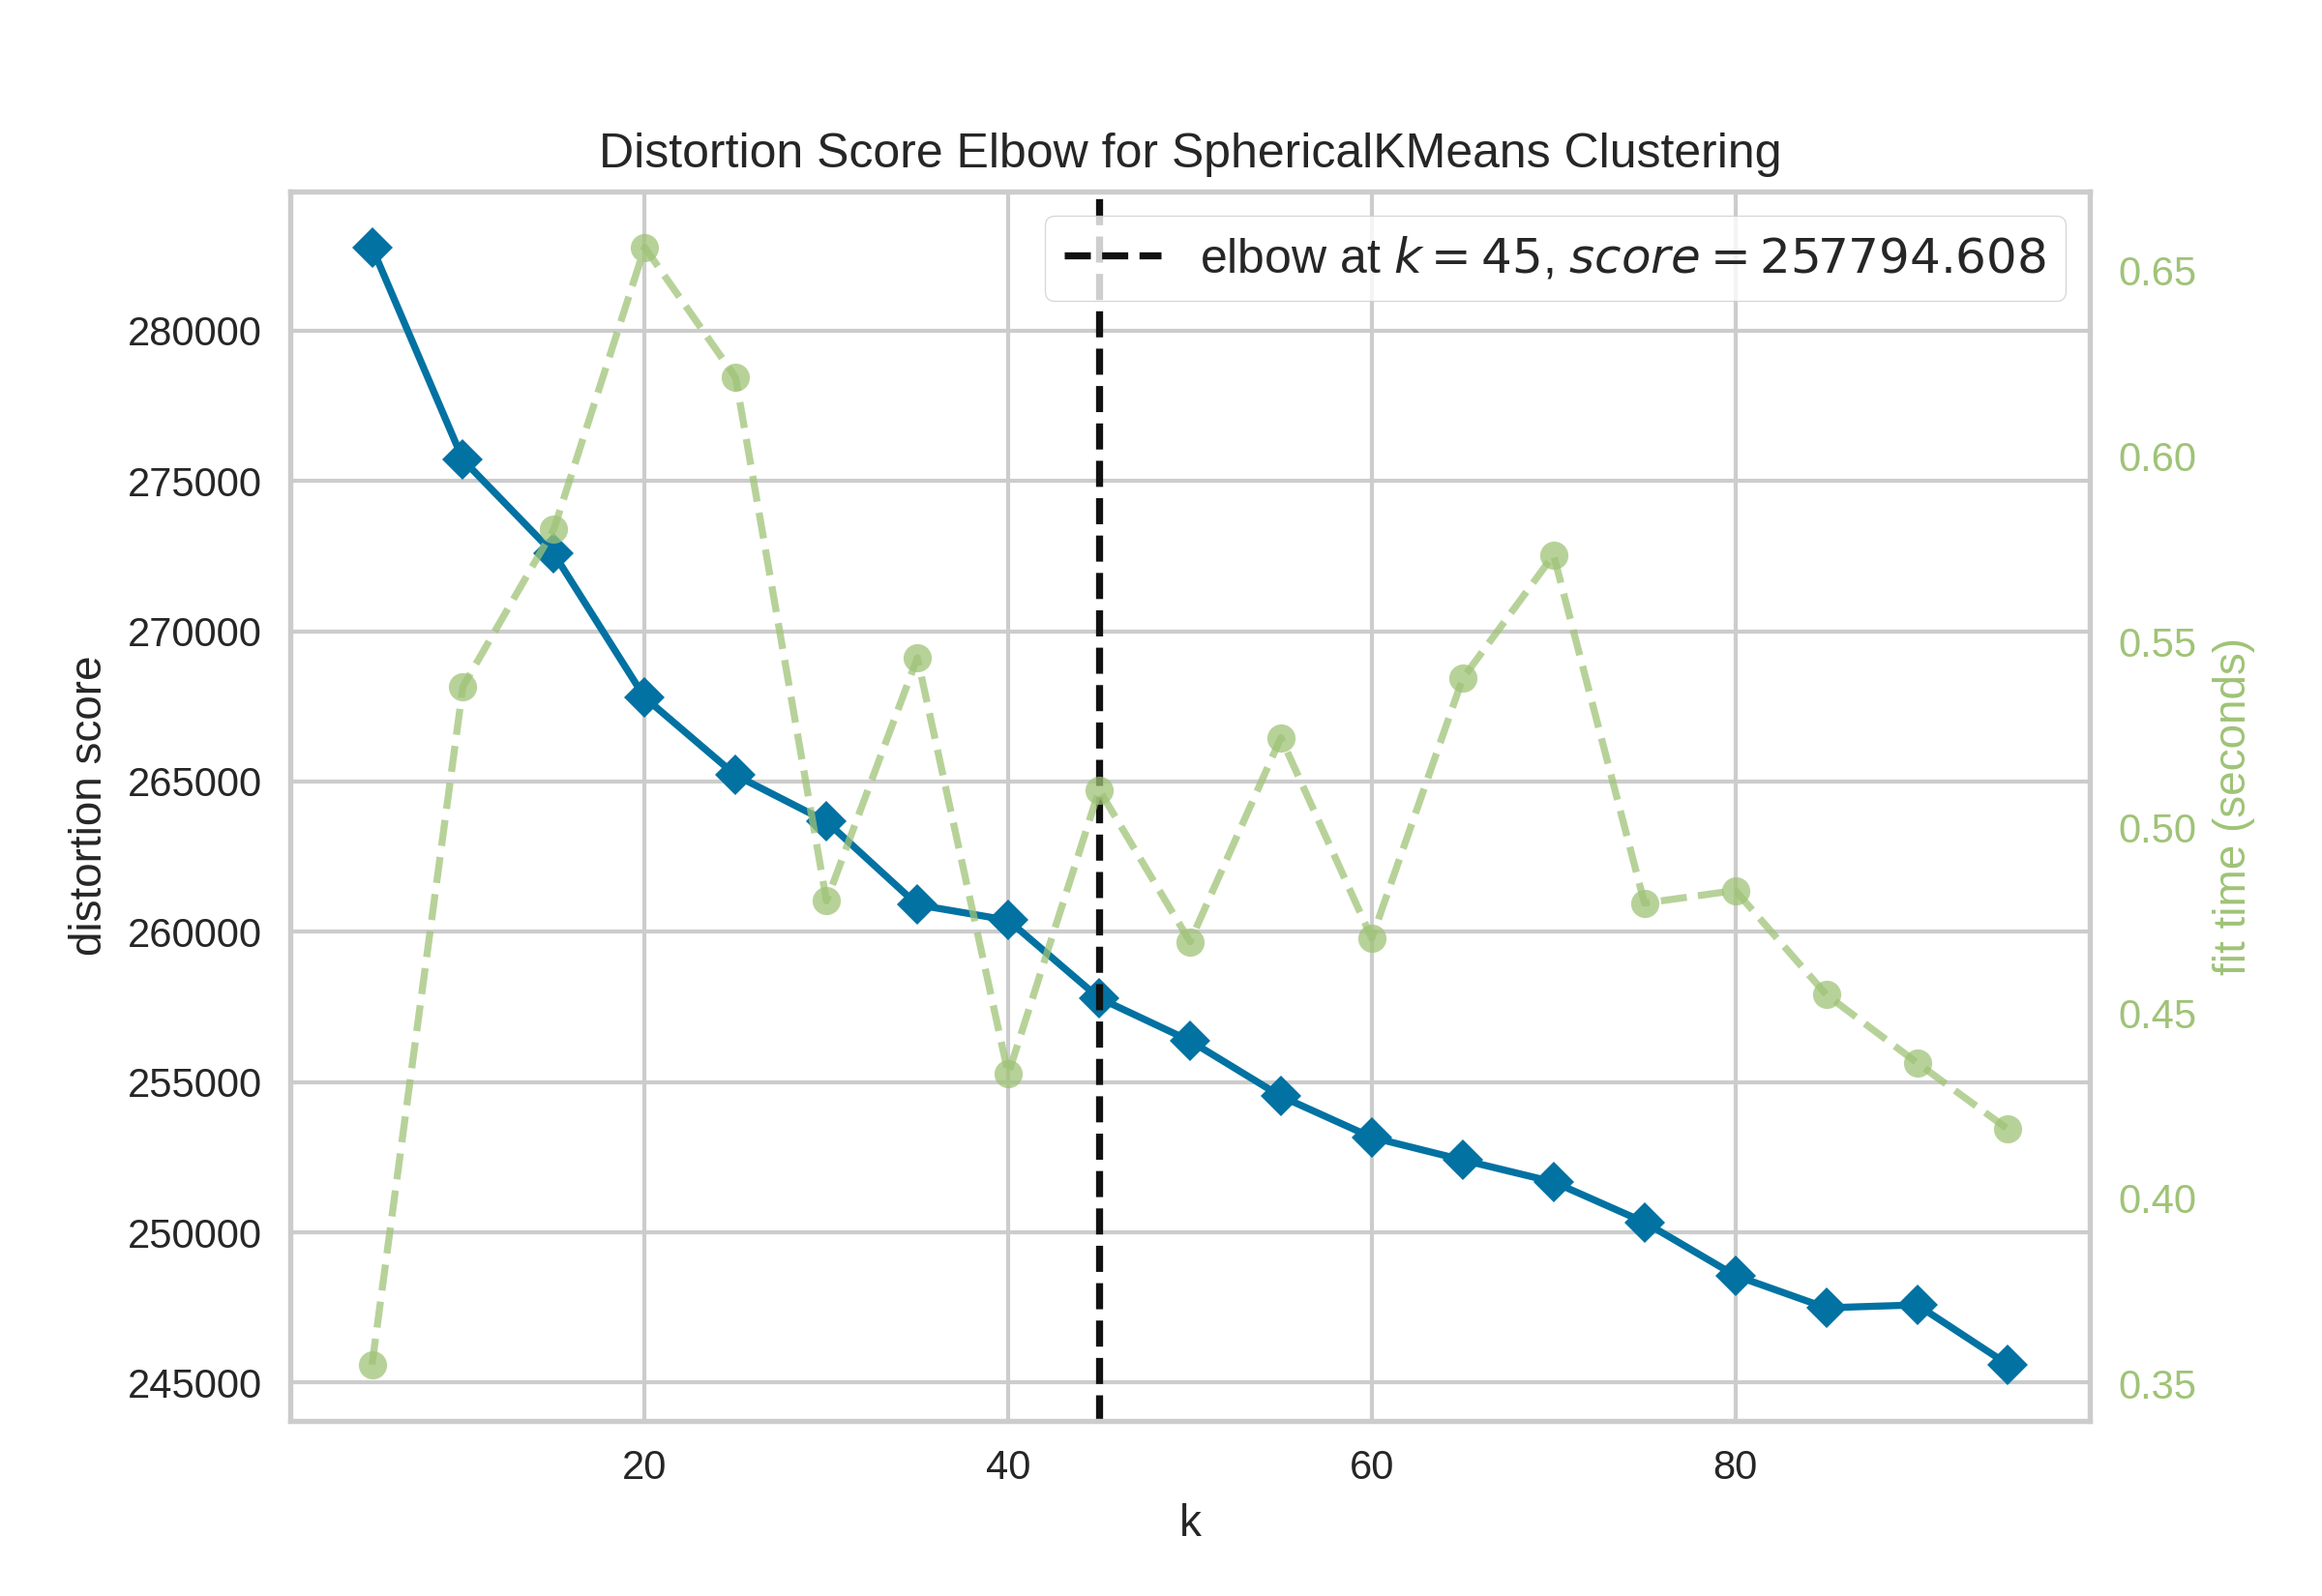 Distortion Score Elbow for SphericalKMeans Clustering
elbow at k = 45, score = 257794.608
distortion score
280000
275000
270000
265000
260000
255000
250000
245000
0.65
0.60
0.55
0.50
0.45
0.40
0.35
fit time (seconds)
20 40 60 80
k